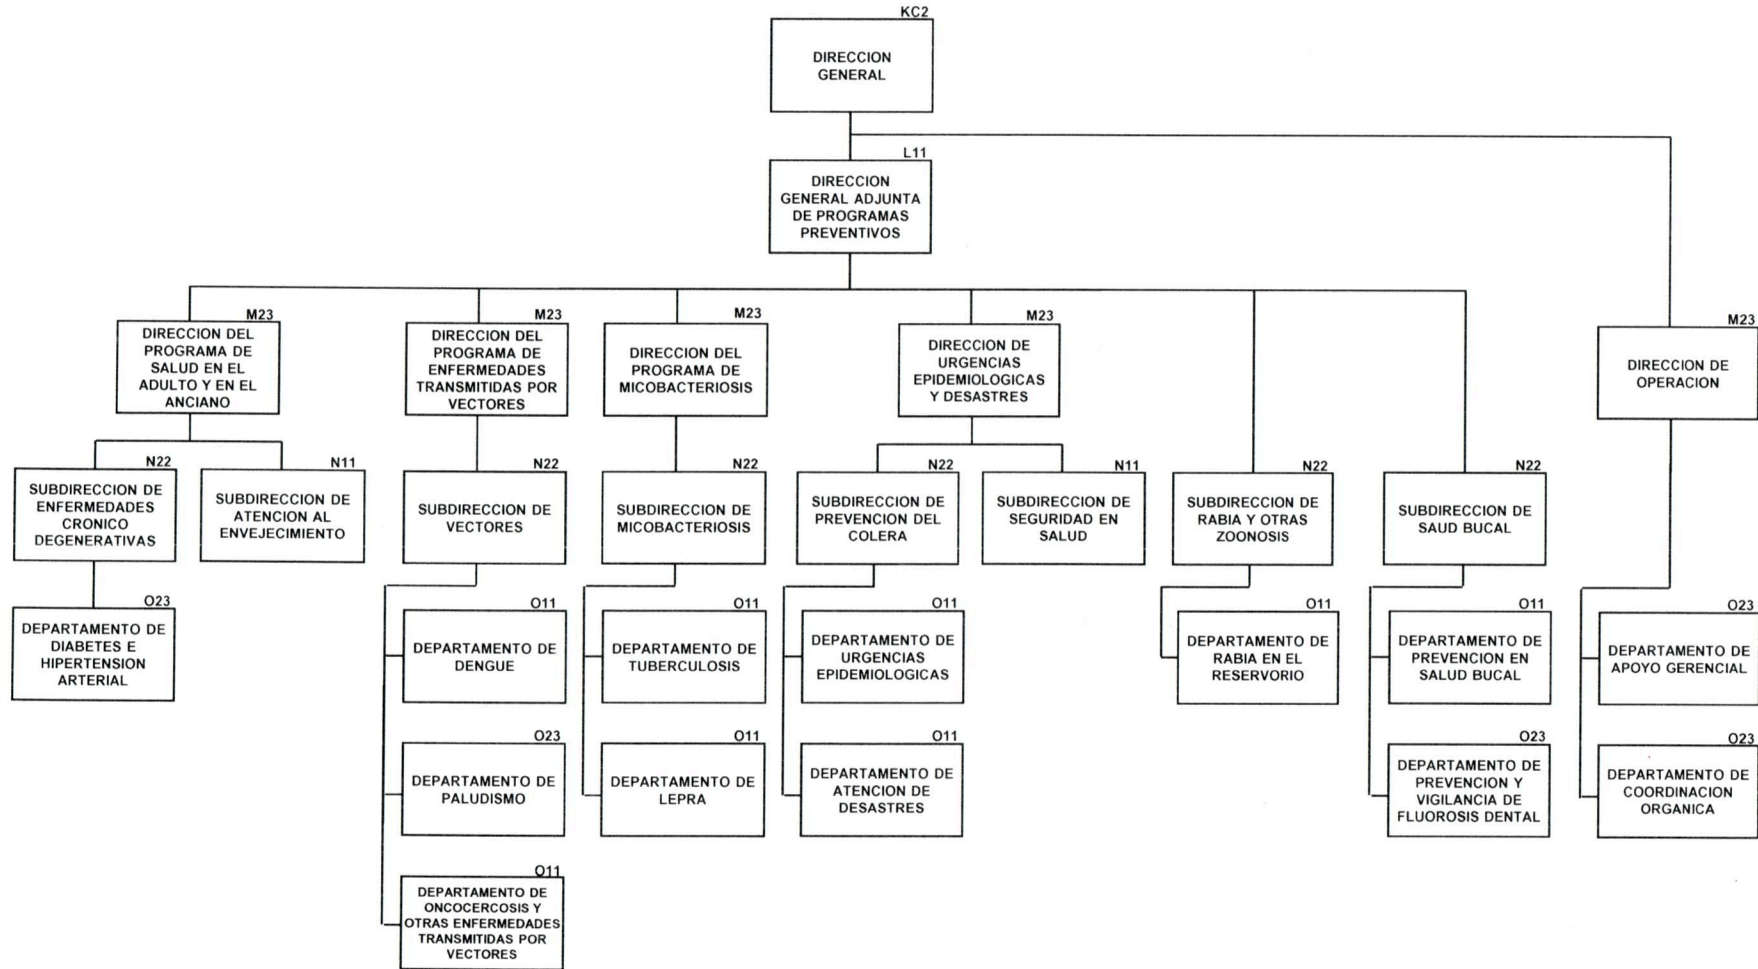 KC2
DIRECCION
GENERAL
L11
DIRECCION
GENERAL ADJUNTA
DE PROGRAMAS
PREVENTIVOS
M23
DIRECCION DEL
PROGRAMA DE
SALUD EN EL
ADULTO Y EN EL
ANCIANO
M23
DIRECCION DEL
PROGRAMA DE
ENFERMEDADES
TRANSMITIDAS POR
VECTORES
M23
DIRECCION DEL
PROGRAMA DE
MICOBACTERIOSIS
M23
DIRECCION DE
URGENCIAS
EPIDEMIOLOGICAS
Y DESASTRES
M23
DIRECCION DE
OPERACION
N22
SUBDIRECCION DE
ENFERMEDADES
CRONICO
DEGENERATIVAS
N11
SUBDIRECCION DE
ATENCION AL
ENVEJECIMIENTO
N22
SUBDIRECCION DE
VECTORES
N22
SUBDIRECCION DE
MICOBACTERIOSIS
N22
SUBDIRECCION DE
PREVENCION DEL
COLERA
N11
SUBDIRECCION DE
SEGURIDAD EN
SALUD
N22
SUBDIRECCION DE
RABIA Y OTRAS
ZOONOSIS
N22
SUBDIRECCION DE
SAUD BUCAL
O23
DEPARTAMENTO DE
DIABETES E
HIPERTENSION
ARTERIAL
O11
DEPARTAMENTO DE
DENGUE
O11
DEPARTAMENTO DE
TUBERCULOSIS
O11
DEPARTAMENTO DE
URGENCIAS
EPIDEMIOLOGICAS
O11
DEPARTAMENTO DE
RABIA EN EL
RESERVORIO
O11
DEPARTAMENTO DE
PREVENCION EN
SALUD BUCAL
O23
DEPARTAMENTO DE
APOYO GERENCIAL
O23
DEPARTAMENTO DE
PALUDISMO
O11
DEPARTAMENTO DE
LEPRA
O11
DEPARTAMENTO DE
ATENCION DE
DESASTRES
O23
DEPARTAMENTO DE
PREVENCION Y
VIGILANCIA DE
FLUOROSIS DENTAL
O23
DEPARTAMENTO DE
COORDINACION
ORGANICA
O11
DEPARTAMENTO DE
ONCOCERCOSIS Y
OTRAS ENFERMEDADES
TRANSMITIDAS POR
VECTORES